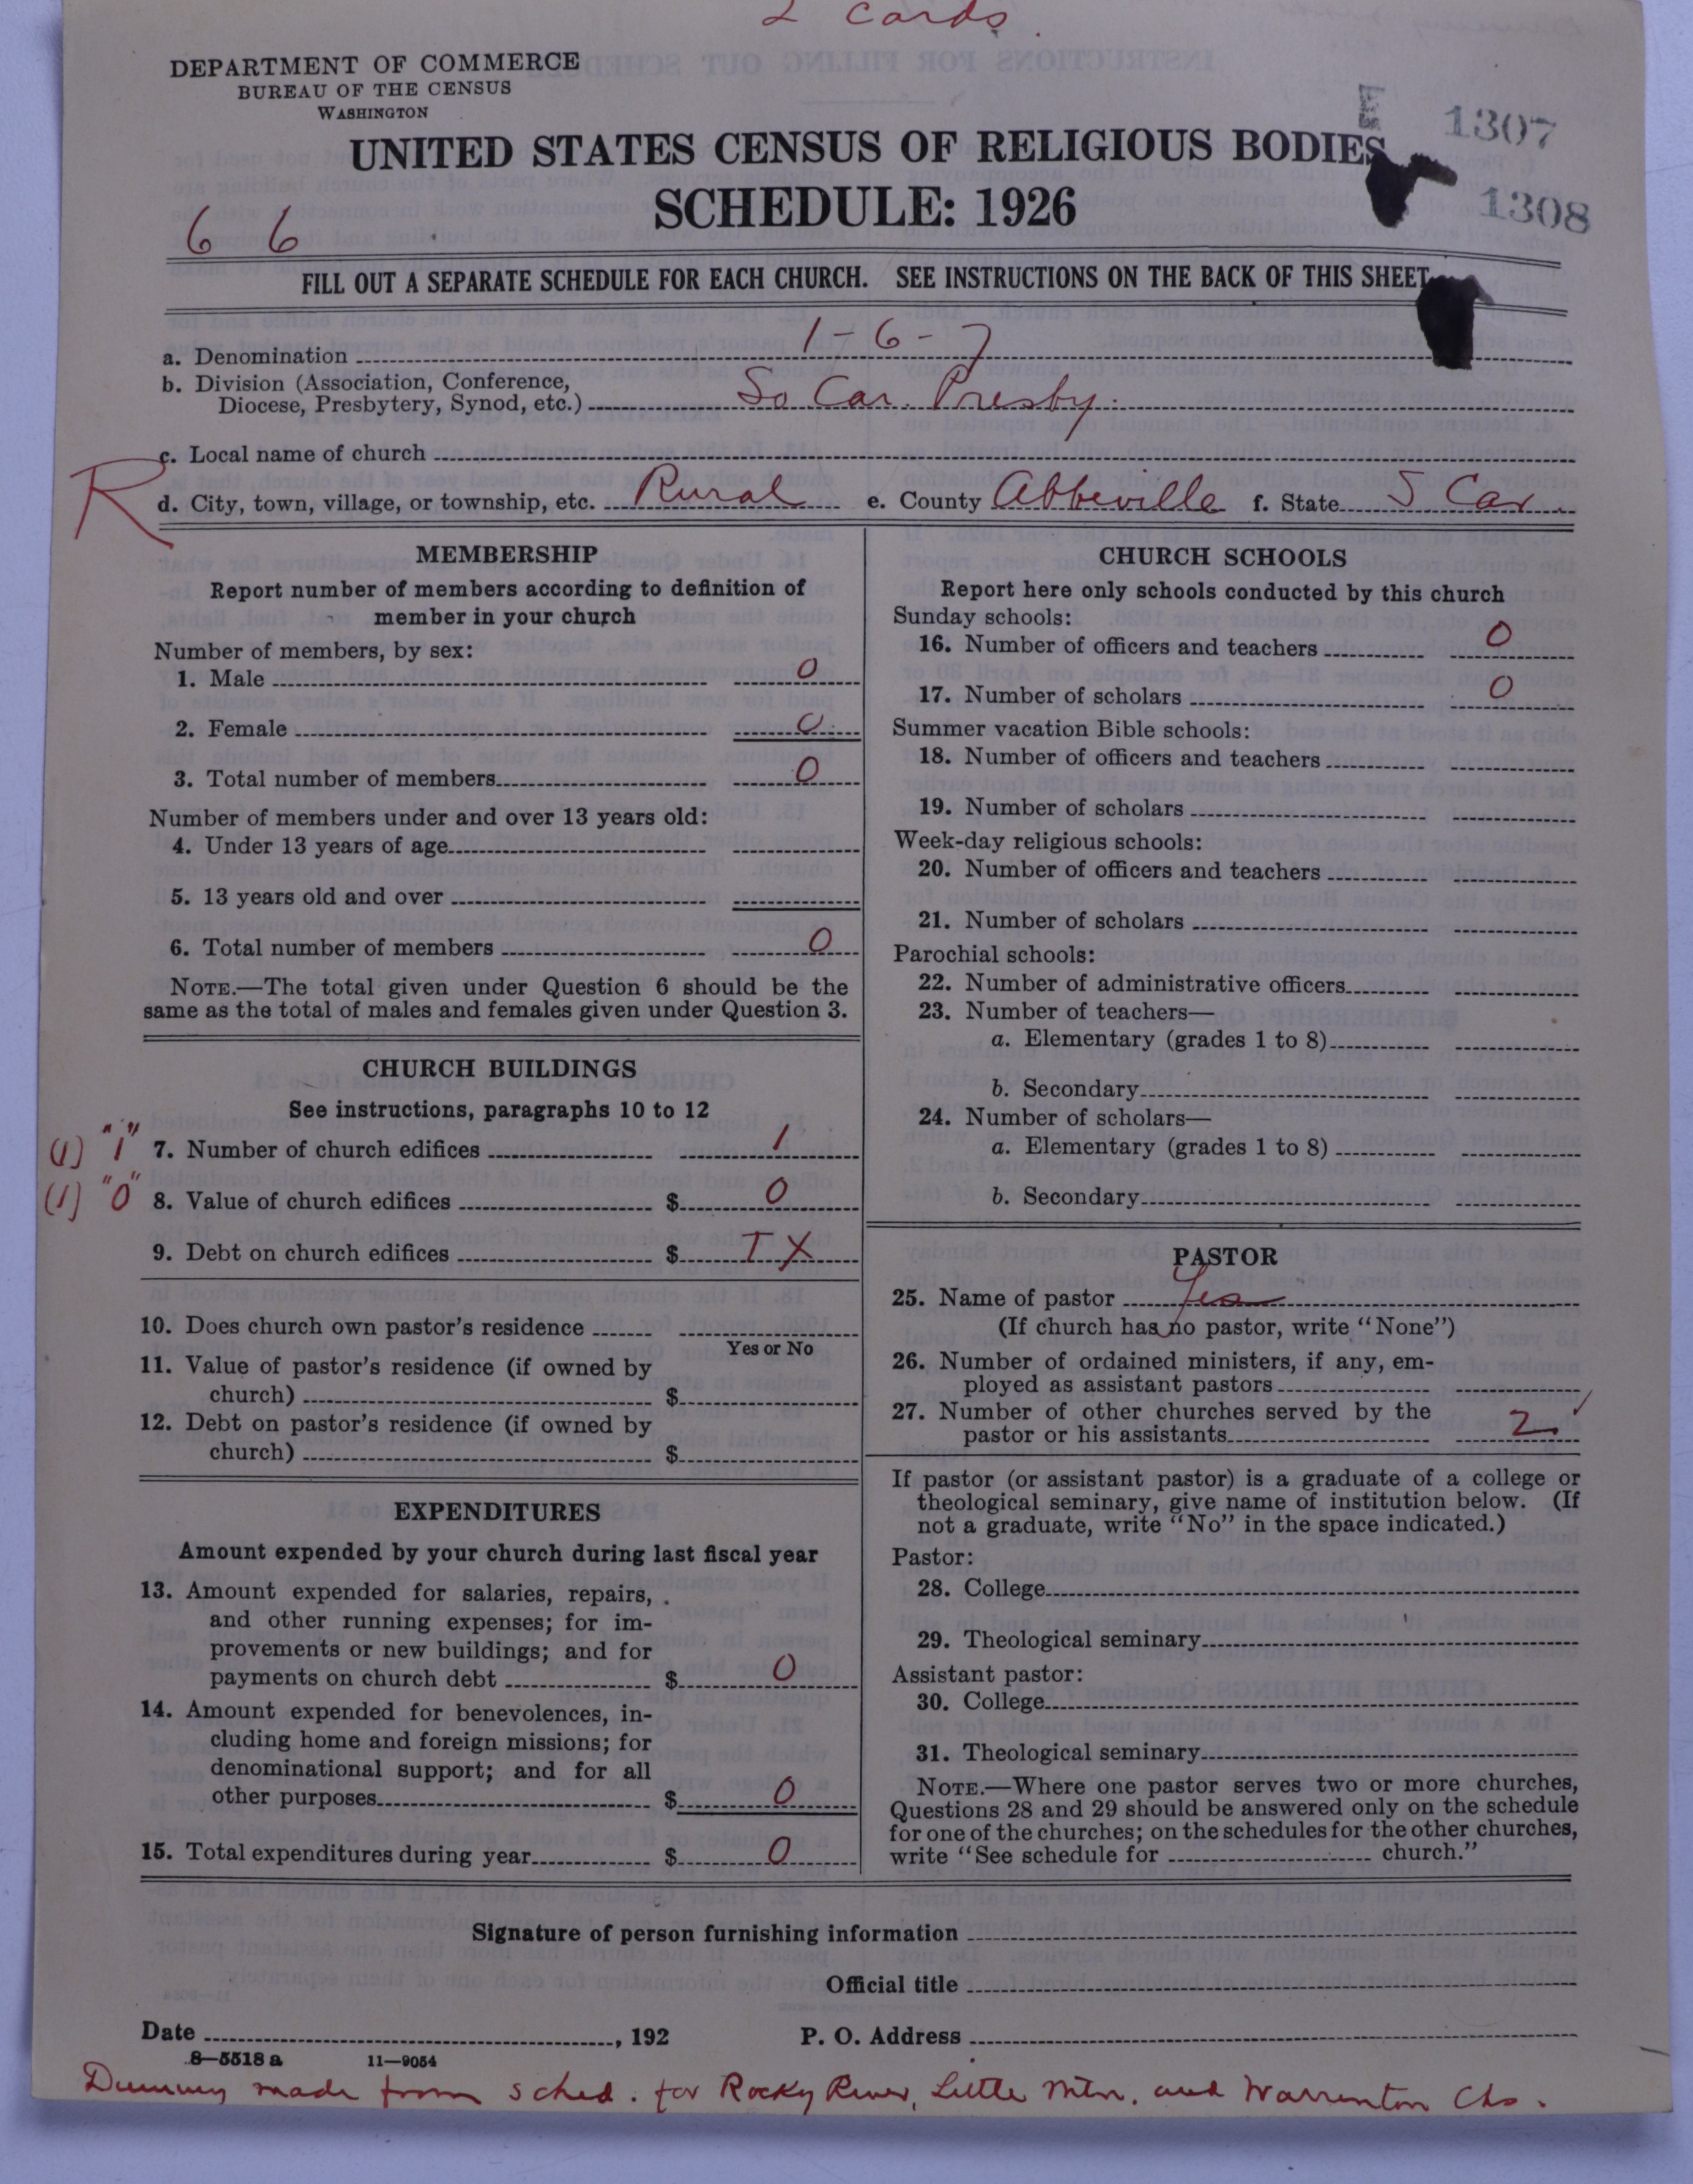 2 Cards.
DEPARTMENT OF COMMERCE
BUREAU OF THE CENSUS
WASHINGTON
1307
UNITED STATES CENSUS OF RELIGIOUS BODIES
SCHEDULE: 1926
1308
6 6
FILL OUT A SEPARATE SCHEDULE FOR EACH CHURCH. SEE INSTRUCTIONS ON THE BACK OF THIS SHEET
a. Denomination 1-6-7
b. Division (Association, Conference,
Diocese, Presbytery, Synod, etc.) So Car. Presby.
c. Local name of church
R d. City, town, village, or township, etc. Rural e. County Abbeville f. State S Car.
MEMBERSHIP
Report number of members according to definition of
member in your church
Number of members, by sex:
1. Male 0
2. Female 0
3. Total number of members 0
Number of members under and over 13 years old:
4. Under 13 years of age
5. 13 years old and over
6. Total number of members 0
NOTE.—The total given under Question 6 should be the
same as the total of males and females given under Question 3.
CHURCH BUILDINGS
See instructions, paragraphs 10 to 12
(1) "1" 7. Number of church edifices 1
(1) "0" 8. Value of church edifices $ 0
9. Debt on church edifices $ TX
10. Does church own pastor's residence
Yes or No
11. Value of pastor's residence (if owned by
church) $
12. Debt on pastor's residence (if owned by
church) $
EXPENDITURES
Amount expended by your church during last fiscal year
13. Amount expended for salaries, repairs,
and other running expenses; for im-
provements or new buildings; and for
payments on church debt $ 0
14. Amount expended for benevolences, in-
cluding home and foreign missions; for
denominational support; and for all
other purposes $ 0
15. Total expenditures during year $ 0
CHURCH SCHOOLS
Report here only schools conducted by this church
Sunday schools:
16. Number of officers and teachers 0
17. Number of scholars 0
Summer vacation Bible schools:
18. Number of officers and teachers
19. Number of scholars
Week-day religious schools:
20. Number of officers and teachers
21. Number of scholars
Parochial schools:
22. Number of administrative officers
23. Number of teachers—
a. Elementary (grades 1 to 8)
b. Secondary
24. Number of scholars—
a. Elementary (grades 1 to 8)
b. Secondary
PASTOR
25. Name of pastor Yes
(If church has no pastor, write "None")
26. Number of ordained ministers, if any, em-
ployed as assistant pastors
27. Number of other churches served by the
pastor or his assistants 2 ✓
If pastor (or assistant pastor) is a graduate of a college or
theological seminary, give name of institution below. (If
not a graduate, write "No" in the space indicated.)
Pastor:
28. College
29. Theological seminary
Assistant pastor:
30. College
31. Theological seminary
NOTE.—Where one pastor serves two or more churches,
Questions 28 and 29 should be answered only on the schedule
for one of the churches; on the schedules for the other churches,
write "See schedule for church."
Signature of person furnishing information
Official title
Date , 192 P. O. Address
8—5518 a 11—9054
Dummy made from sched. for Rocky River, Little Mtn. and Warrenton Chs.